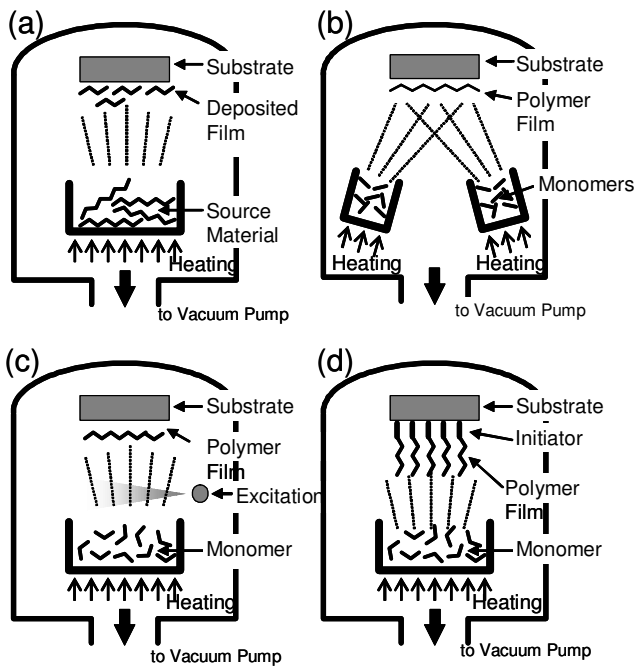 (a)
Substrate
Deposited
Film
Source
Material
Heating
to Vacuum Pump
(b)
Substrate
Polymer
Film
Monomers
Heating
Heating
to Vacuum Pump
(c)
Substrate
Polymer
Film
Excitation
Monomer
Heating
to Vacuum Pump
(d)
Substrate
Initiator
Polymer
Film
Monomer
Heating
to Vacuum Pump